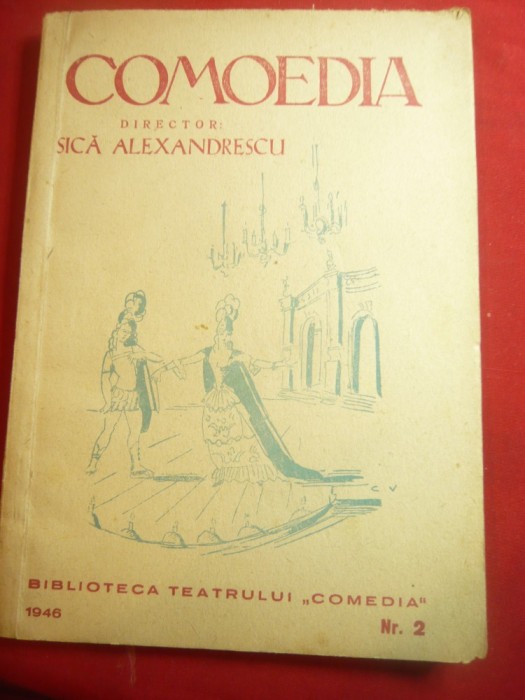 COMOEDIA
DIRECTOR:
SICĂ ALEXANDRESCU
C V
BIBLIOTECA TEATRULUI „COMEDIA"
1946
Nr. 2